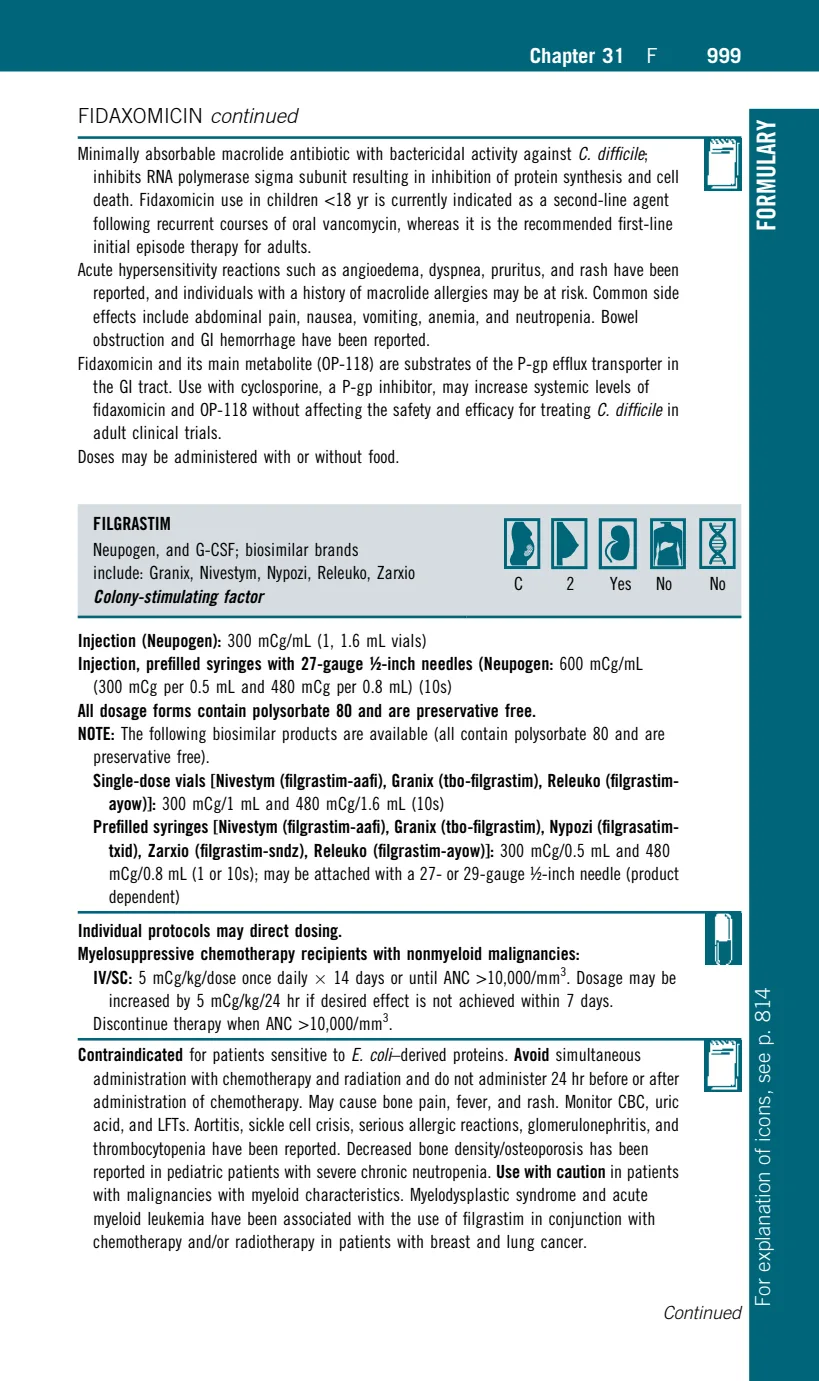 Chapter 31 F 999
FIDAXOMICIN continued
Minimally absorbable macrolide antibiotic with bactericidal activity against C. difficile;
inhibits RNA polymerase sigma subunit resulting in inhibition of protein synthesis and cell
death. Fidaxomicin use in children <18 yr is currently indicated as a second-line agent
following recurrent courses of oral vancomycin, whereas it is the recommended first-line
initial episode therapy for adults.
Acute hypersensitivity reactions such as angioedema, dyspnea, pruritus, and rash have been
reported, and individuals with a history of macrolide allergies may be at risk. Common side
effects include abdominal pain, nausea, vomiting, anemia, and neutropenia. Bowel
obstruction and GI hemorrhage have been reported.
Fidaxomicin and its main metabolite (OP-118) are substrates of the P-gp efflux transporter in
the GI tract. Use with cyclosporine, a P-gp inhibitor, may increase systemic levels of
fidaxomicin and OP-118 without affecting the safety and efficacy for treating C. difficile in
adult clinical trials.
Doses may be administered with or without food.
FILGRASTIM
Neupogen, and G-CSF; biosimilar brands
include: Granix, Nivestym, Nypozi, Releuko, Zarxio
Colony-stimulating factor
C 2 Yes No No
Injection (Neupogen): 300 mCg/mL (1, 1.6 mL vials)
Injection, prefilled syringes with 27-gauge ½-inch needles (Neupogen: 600 mCg/mL
(300 mCg per 0.5 mL and 480 mCg per 0.8 mL) (10s)
All dosage forms contain polysorbate 80 and are preservative free.
NOTE: The following biosimilar products are available (all contain polysorbate 80 and are
preservative free).
Single-dose vials [Nivestym (filgrastim-aafi), Granix (tbo-filgrastim), Releuko (filgrastim-
ayow)]: 300 mCg/1 mL and 480 mCg/1.6 mL (10s)
Prefilled syringes [Nivestym (filgrastim-aafi), Granix (tbo-filgrastim), Nypozi (filgrasatim-
txid), Zarxio (filgrastim-sndz), Releuko (filgrastim-ayow)]: 300 mCg/0.5 mL and 480
mCg/0.8 mL (1 or 10s); may be attached with a 27- or 29-gauge ½-inch needle (product
dependent)
Individual protocols may direct dosing.
Myelosuppressive chemotherapy recipients with nonmyeloid malignancies:
IV/SC: 5 mCg/kg/dose once daily × 14 days or until ANC >10,000/mm³. Dosage may be
increased by 5 mCg/kg/24 hr if desired effect is not achieved within 7 days.
Discontinue therapy when ANC >10,000/mm³.
Contraindicated for patients sensitive to E. coli–derived proteins. Avoid simultaneous
administration with chemotherapy and radiation and do not administer 24 hr before or after
administration of chemotherapy. May cause bone pain, fever, and rash. Monitor CBC, uric
acid, and LFTs. Aortitis, sickle cell crisis, serious allergic reactions, glomerulonephritis, and
thrombocytopenia have been reported. Decreased bone density/osteoporosis has been
reported in pediatric patients with severe chronic neutropenia. Use with caution in patients
with malignancies with myeloid characteristics. Myelodysplastic syndrome and acute
myeloid leukemia have been associated with the use of filgrastim in conjunction with
chemotherapy and/or radiotherapy in patients with breast and lung cancer.
Continued
FORMULARY
For explanation of icons, see p. 814